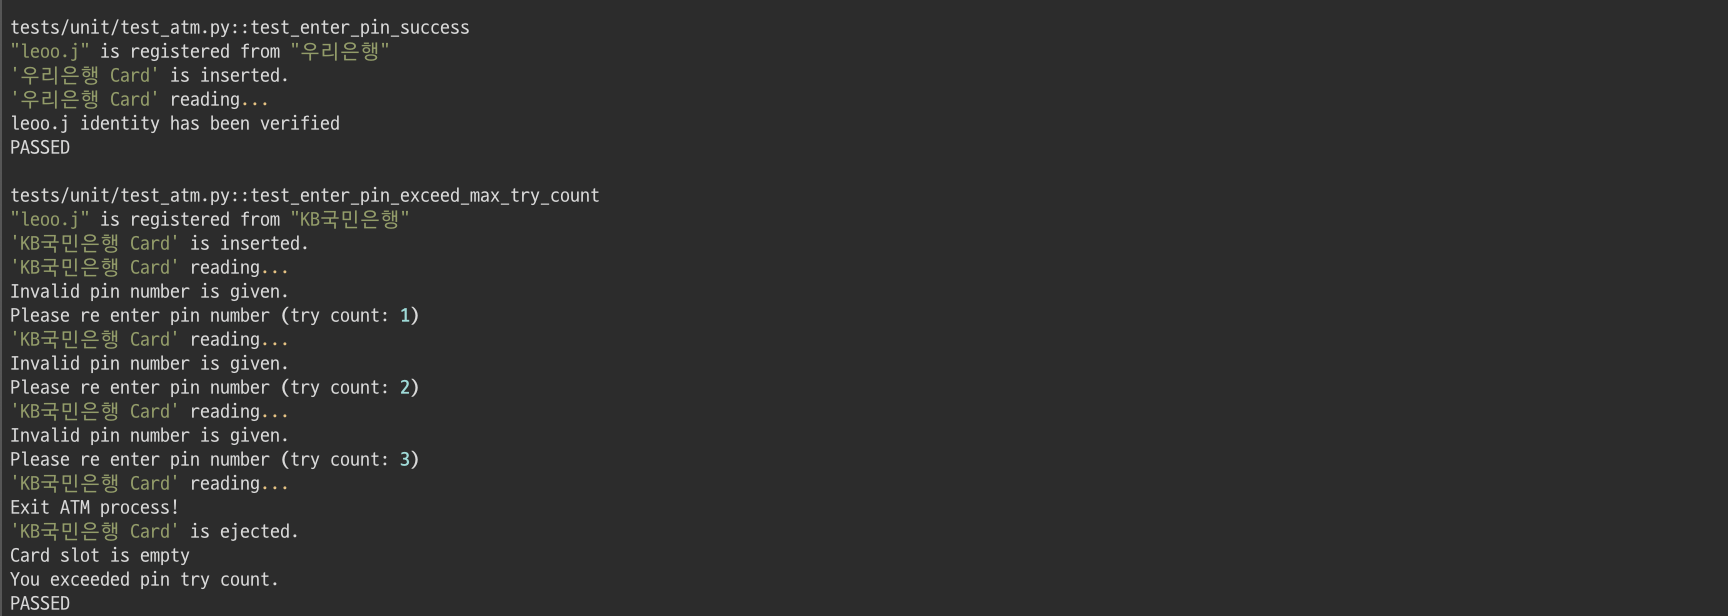 tests/unit/test_atm.py::test_enter_pin_success
"leoo.j" is registered from "우리은행"
'우리은행 Card' is inserted.
'우리은행 Card' reading...
leoo.j identity has been verified
PASSED
tests/unit/test_atm.py::test_enter_pin_exceed_max_try_count
"leoo.j" is registered from "KB국민은행"
'KB국민은행 Card' is inserted.
'KB국민은행 Card' reading...
Invalid pin number is given.
Please re enter pin number (try count: 1)
'KB국민은행 Card' reading...
Invalid pin number is given.
Please re enter pin number (try count: 2)
'KB국민은행 Card' reading...
Invalid pin number is given.
Please re enter pin number (try count: 3)
'KB국민은행 Card' reading...
Exit ATM process!
'KB국민은행 Card' is ejected.
Card slot is empty
You exceeded pin try count.
PASSED